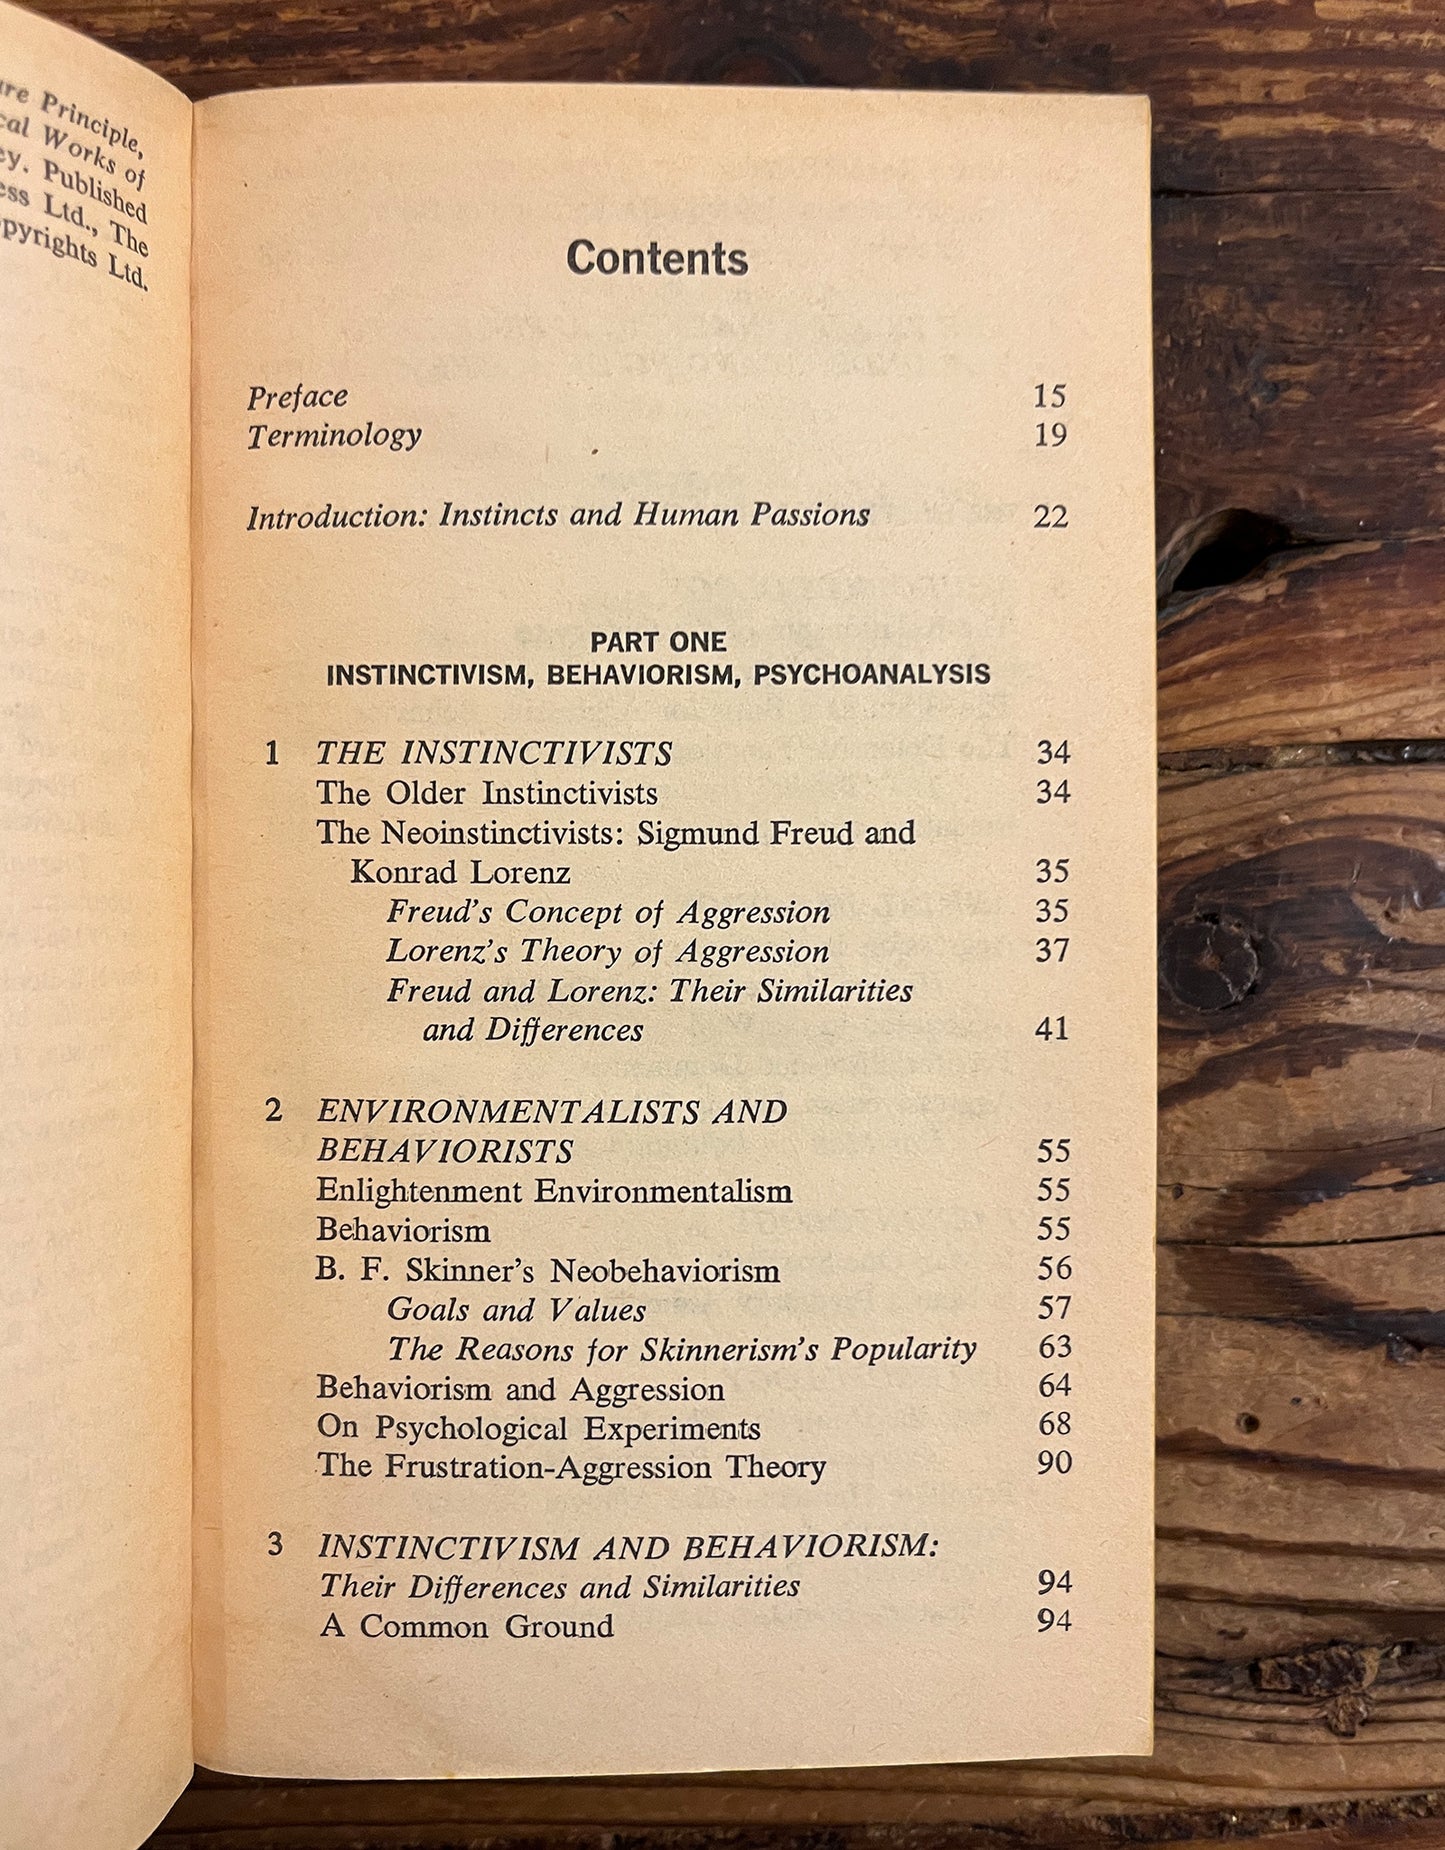 Principle,
Works of
Published
Ltd., The
Ltd.
Contents
Preface 15
Terminology 19
Introduction: Instincts and Human Passions 22
PART ONE
INSTINCTIVISM, BEHAVIORISM, PSYCHOANALYSIS
1 THE INSTINCTIVISTS 34
The Older Instinctivists 34
The Neoinstinctivists: Sigmund Freud and
Konrad Lorenz 35
Freud's Concept of Aggression 35
Lorenz's Theory of Aggression 37
Freud and Lorenz: Their Similarities
and Differences 41
2 ENVIRONMENTALISTS AND
BEHAVIORISTS 55
Enlightenment Environmentalism 55
Behaviorism 55
B. F. Skinner's Neobehaviorism 56
Goals and Values 57
The Reasons for Skinnerism's Popularity 63
Behaviorism and Aggression 64
On Psychological Experiments 68
The Frustration-Aggression Theory 90
3 INSTINCTIVISM AND BEHAVIORISM:
Their Differences and Similarities 94
A Common Ground 94